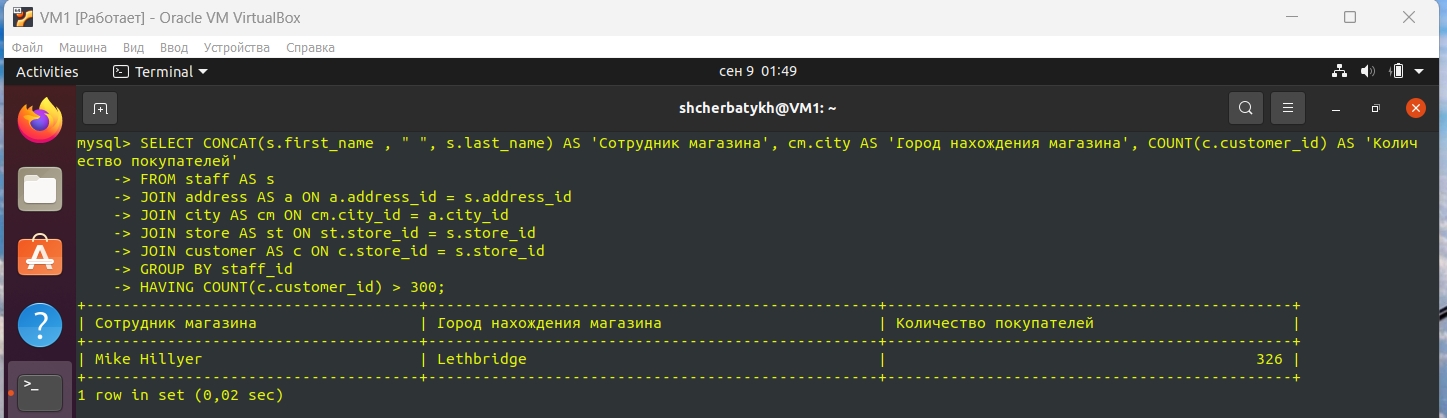 VM1 [Работает] - Oracle VM VirtualBox
Файл Машина Вид Ввод Устройства Справка
Activities Terminal сен 9 01:49
shcherbatykh@VM1: ~
mysql> SELECT CONCAT(s.first_name , " ", s.last_name) AS 'Сотрудник магазина', cm.city AS 'Город нахождения магазина', COUNT(c.customer_id) AS 'Колич
ество покупателей'
-> FROM staff AS s
-> JOIN address AS a ON a.address_id = s.address_id
-> JOIN city AS cm ON cm.city_id = a.city_id
-> JOIN store AS st ON st.store_id = s.store_id
-> JOIN customer AS c ON c.store_id = s.store_id
-> GROUP BY staff_id
-> HAVING COUNT(c.customer_id) > 300;
+-------------------------------------+--------------------------------------------------+---------------------------------------------+
| Сотрудник магазина | Город нахождения магазина | Количество покупателей |
+-------------------------------------+--------------------------------------------------+---------------------------------------------+
| Mike Hillyer | Lethbridge | 326 |
+-------------------------------------+--------------------------------------------------+---------------------------------------------+
1 row in set (0,02 sec)